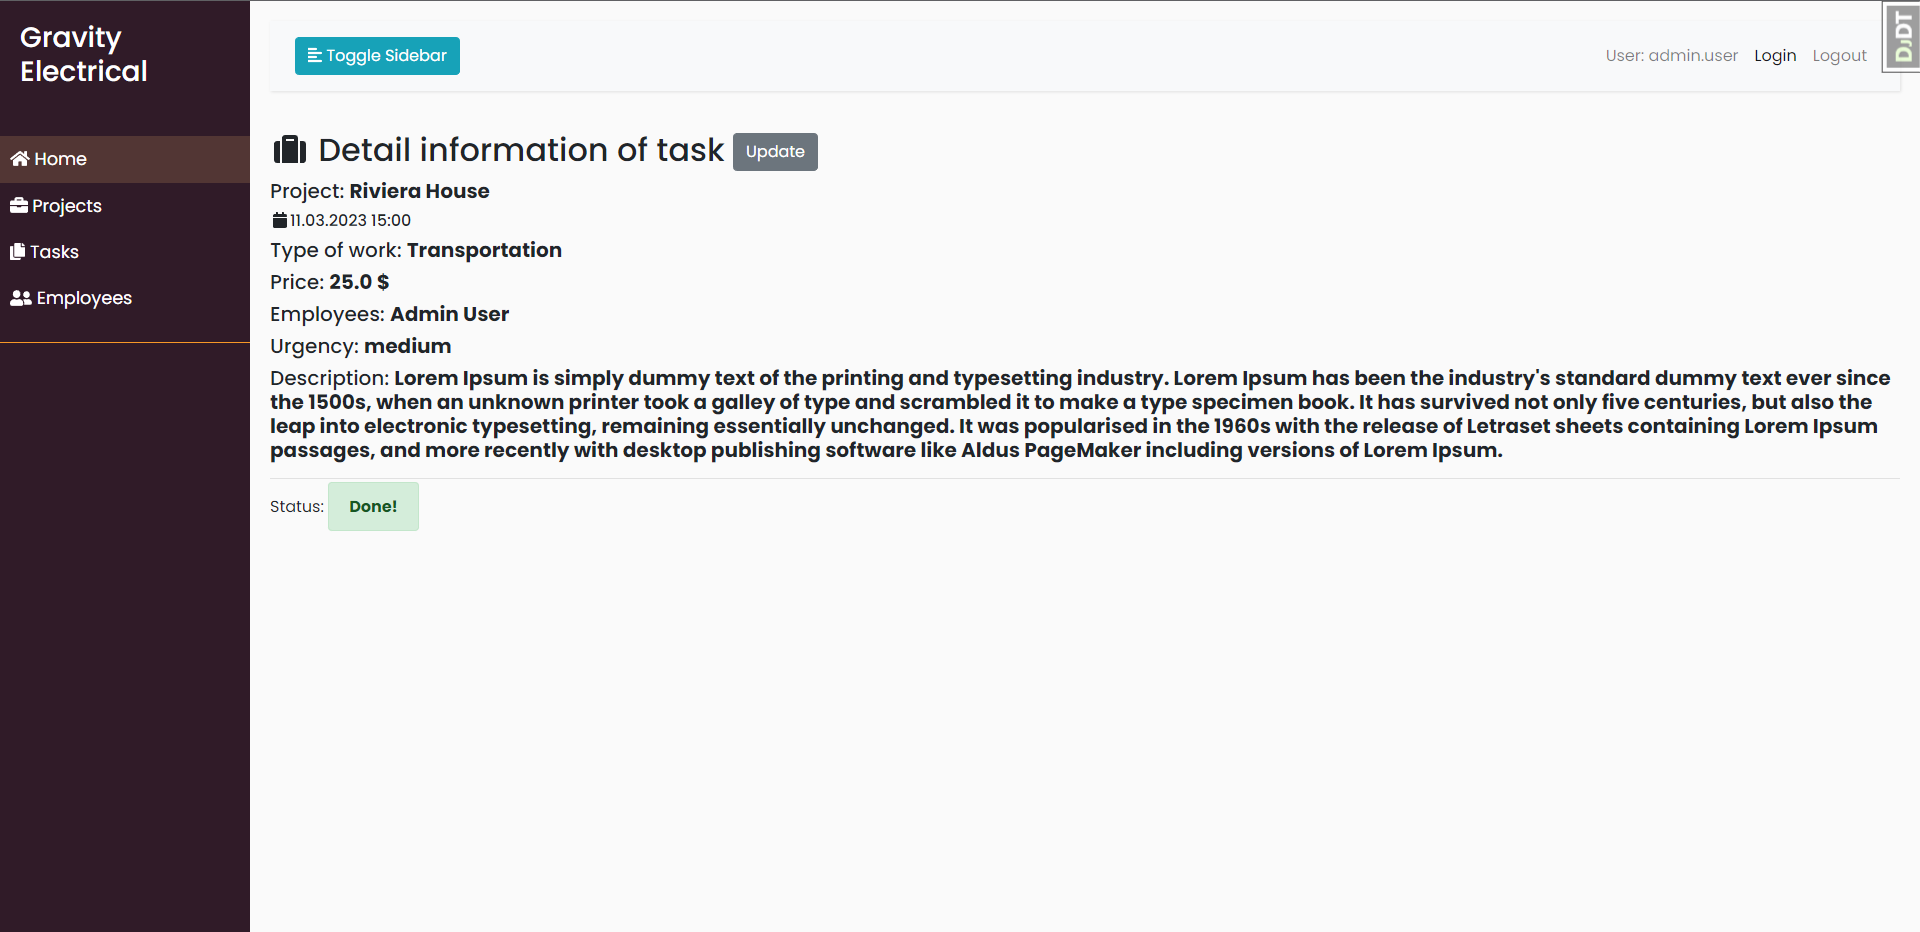 Gravity
Electrical
Home
Projects
Tasks
Employees
Toggle Sidebar
User: admin.user Login Logout
DJDT
Detail information of task Update
Project: Riviera House
11.03.2023 15:00
Type of work: Transportation
Price: 25.0 $
Employees: Admin User
Urgency: medium
Description: Lorem Ipsum is simply dummy text of the printing and typesetting industry. Lorem Ipsum has been the industry's standard dummy text ever since
the 1500s, when an unknown printer took a galley of type and scrambled it to make a type specimen book. It has survived not only five centuries, but also the
leap into electronic typesetting, remaining essentially unchanged. It was popularised in the 1960s with the release of Letraset sheets containing Lorem Ipsum
passages, and more recently with desktop publishing software like Aldus PageMaker including versions of Lorem Ipsum.
Status: Done!